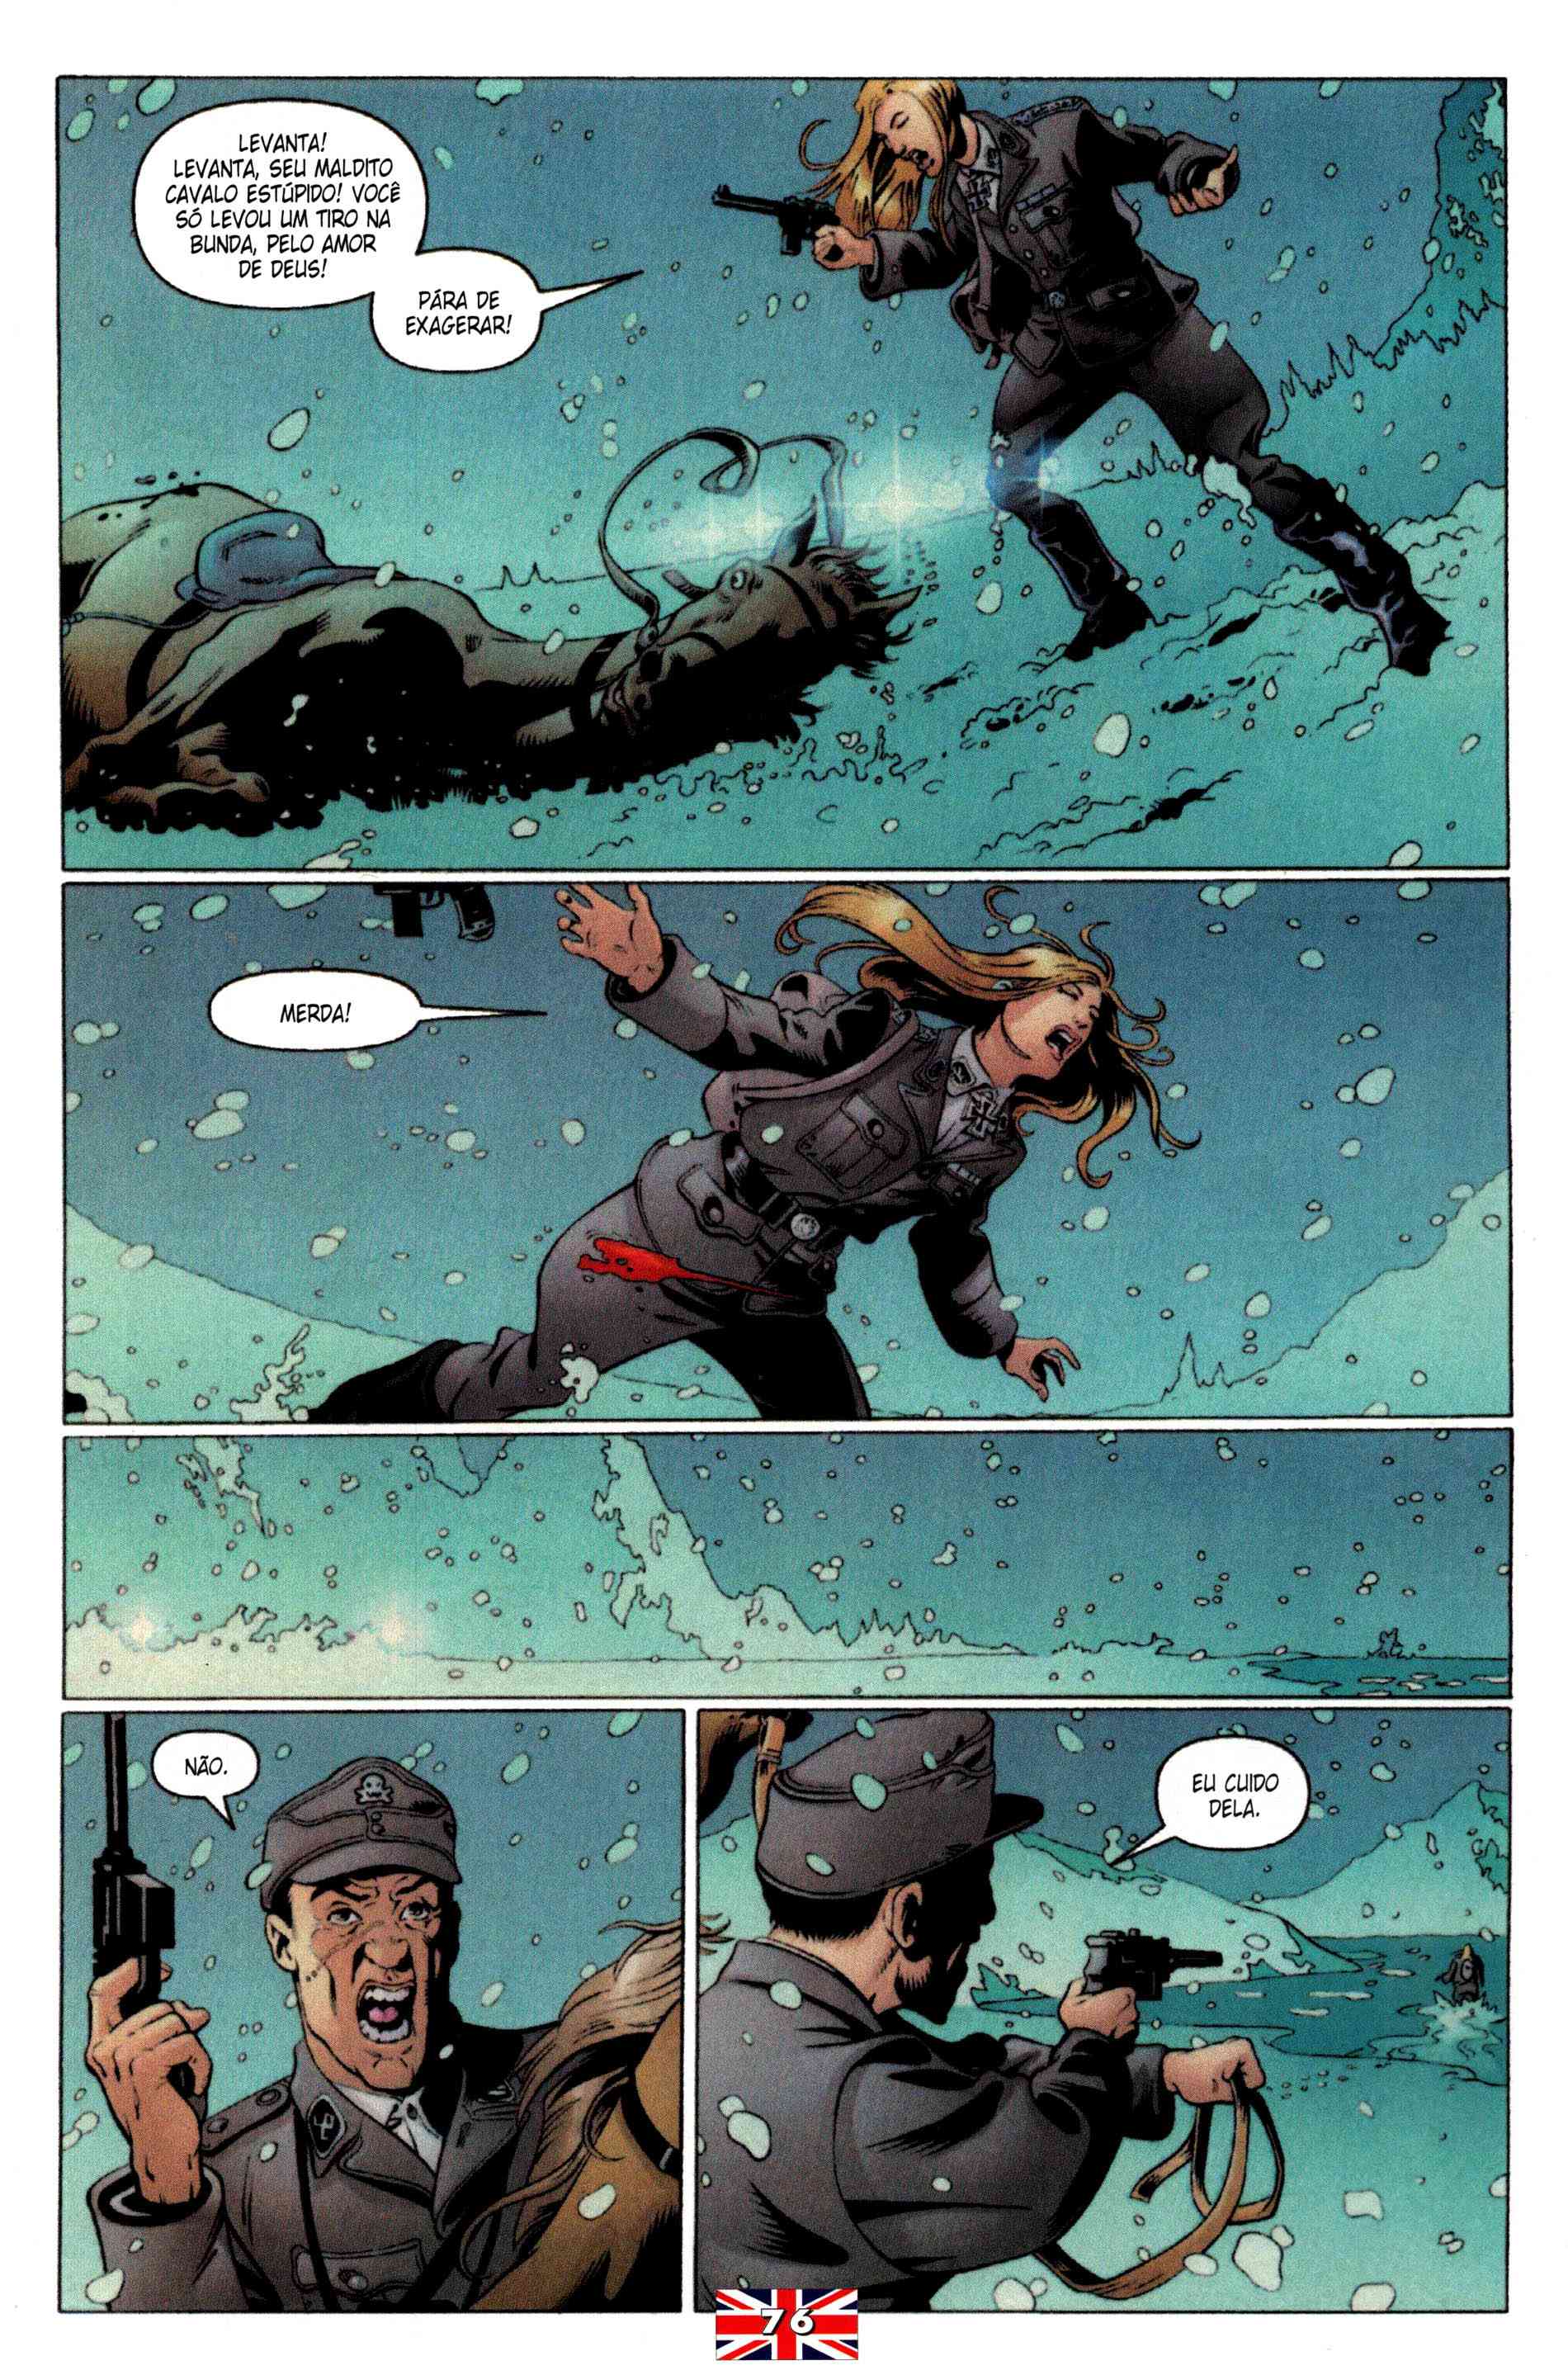 LEVANTA!
LEVANTA, SEU MALDITO
CAVALO ESTÚPIDO! VOCÊ
SÓ LEVOU UM TIRO NA
BUNDA, PELO AMOR
DE DEUS!
PÁRA DE
EXAGERAR!
MERDA!
NÃO.
EU CUIDO
DELA.
76